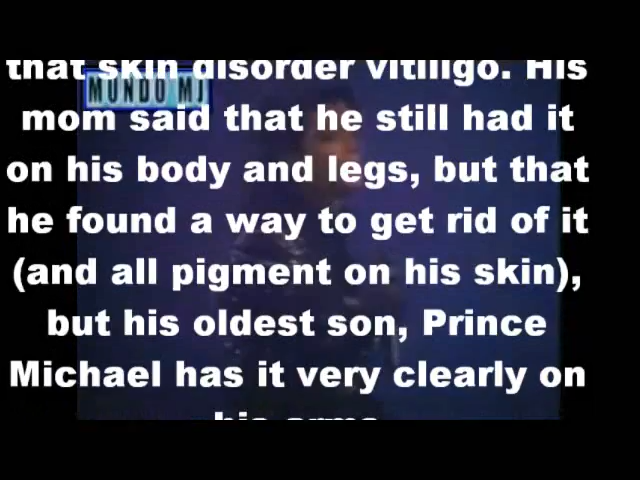 that skin disorder vitiligo. His
MUNDO MJ
mom said that he still had it
on his body and legs, but that
he found a way to get rid of it
(and all pigment on his skin),
but his oldest son, Prince
Michael has it very clearly on
his arms